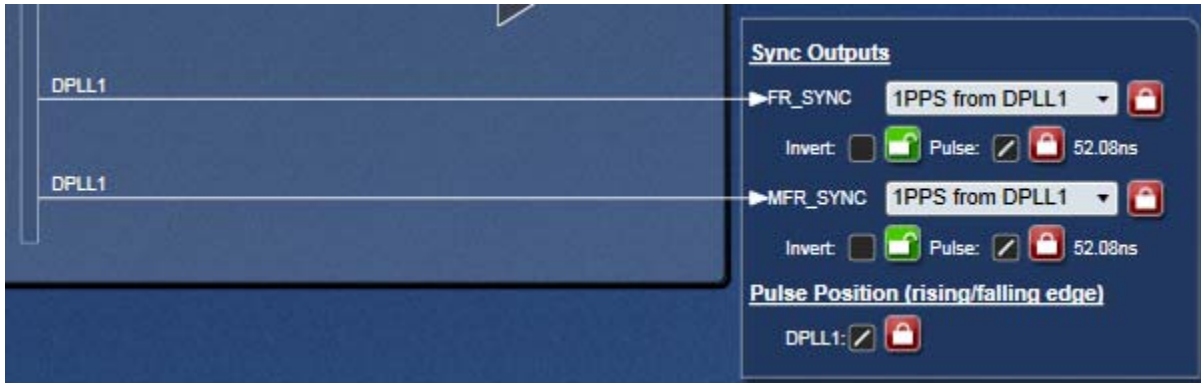 DPLL1
DPLL1
Sync Outputs
FR_SYNC 1PPS from DPLL1
Invert: Pulse: 52.08ns
MFR_SYNC 1PPS from DPLL1
Invert: Pulse: 52.08ns
Pulse Position (rising/falling edge)
DPLL1: